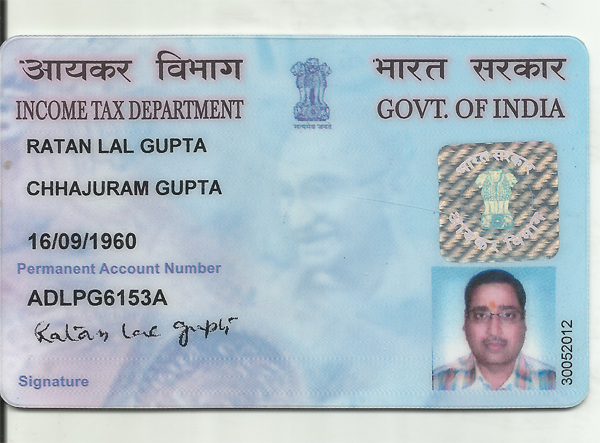 आयकर विभाग
भारत सरकार
INCOME TAX DEPARTMENT
GOVT. OF INDIA
सत्यमेव जयते
RATAN LAL GUPTA
CHHAJURAM GUPTA
16/09/1960
Permanent Account Number
ADLPG6153A
Ratan Lal Gupta
Signature
भारत सरकार
आयकर विभाग
30052012